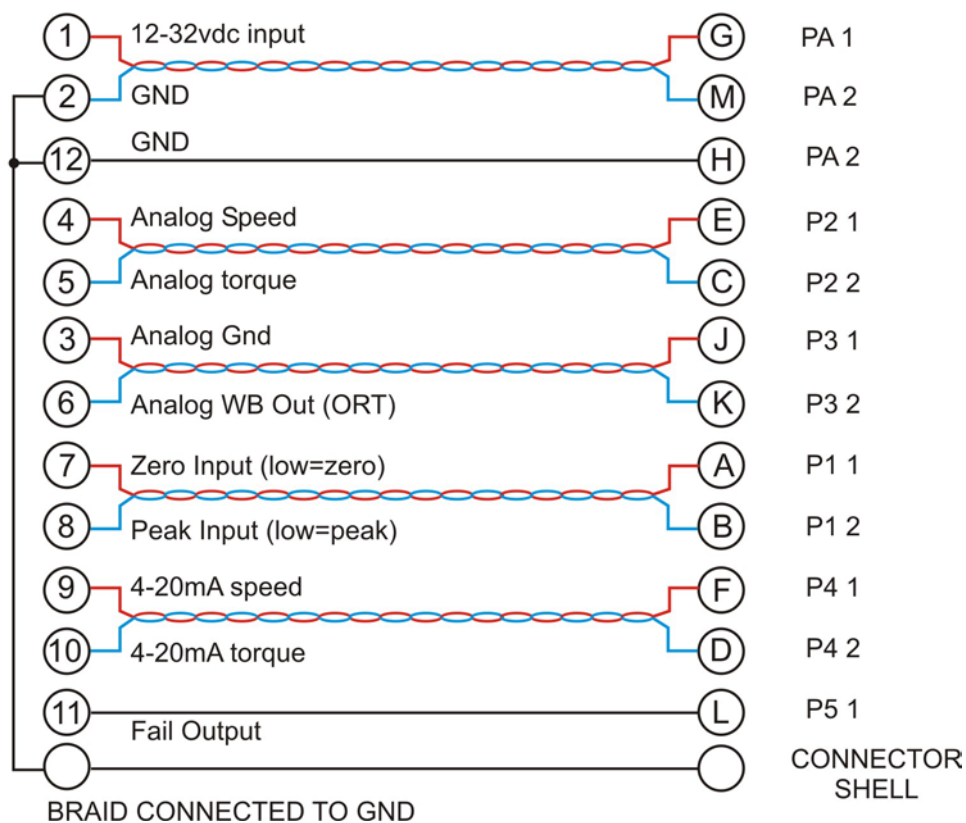 1 12-32vdc input G PA 1
2 GND M PA 2
12 GND H PA 2
4 Analog Speed E P2 1
5 Analog torque C P2 2
3 Analog Gnd J P3 1
6 Analog WB Out (ORT) K P3 2
7 Zero Input (low=zero) A P1 1
8 Peak Input (low=peak) B P1 2
9 4-20mA speed F P4 1
10 4-20mA torque D P4 2
11 Fail Output L P5 1
CONNECTOR
SHELL
BRAID CONNECTED TO GND